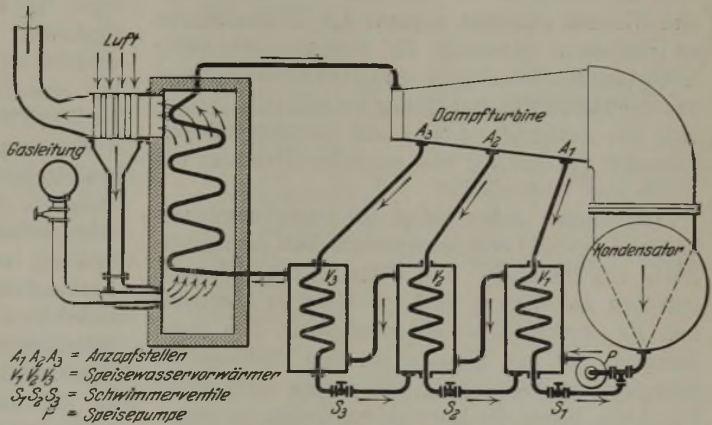 Luft
Gasleitung
Dampfturbine
A3
A2
A1
Kondensator
V3
V2
V1
P
S3
S2
S1
A1 A2 A3 = Anzapfstellen
V1 V2 V3 = Speisewasservorwärmer
S1 S2 S3 = Schwimmerventile
P = Speisepumpe